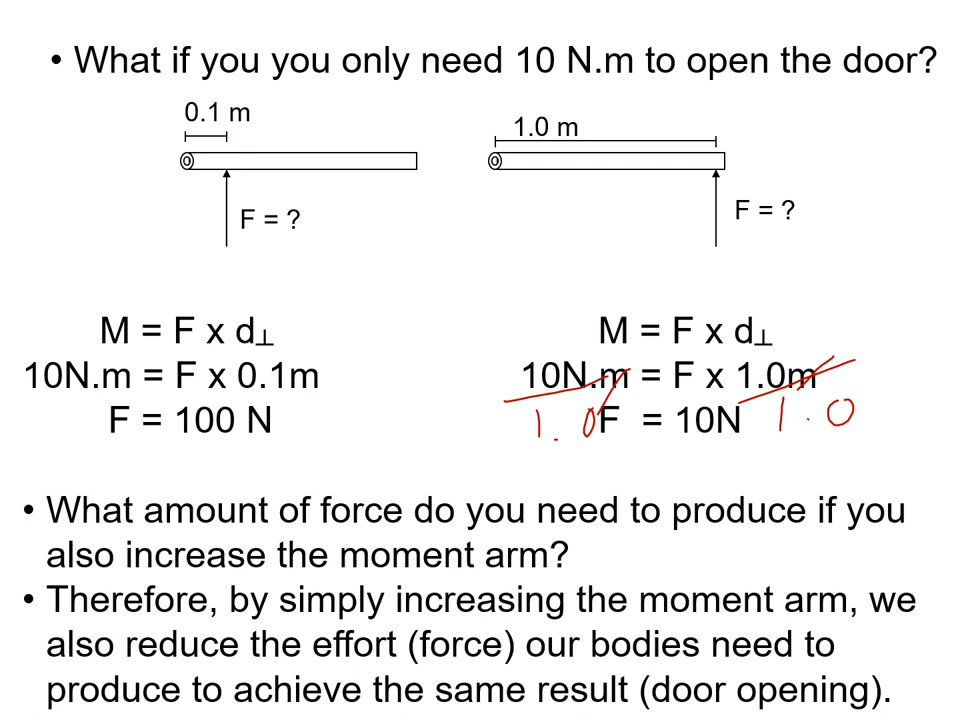 • What if you you only need 10 N.m to open the door?
0.1 m
1.0 m
F = ?
F = ?
M = F x d⊥
10N.m = F x 0.1m
F = 100 N
M = F x d⊥
10N.m = F x 1.0m
1.0
1.0
F = 10N
• What amount of force do you need to produce if you
also increase the moment arm?
• Therefore, by simply increasing the moment arm, we
also reduce the effort (force) our bodies need to
produce to achieve the same result (door opening).